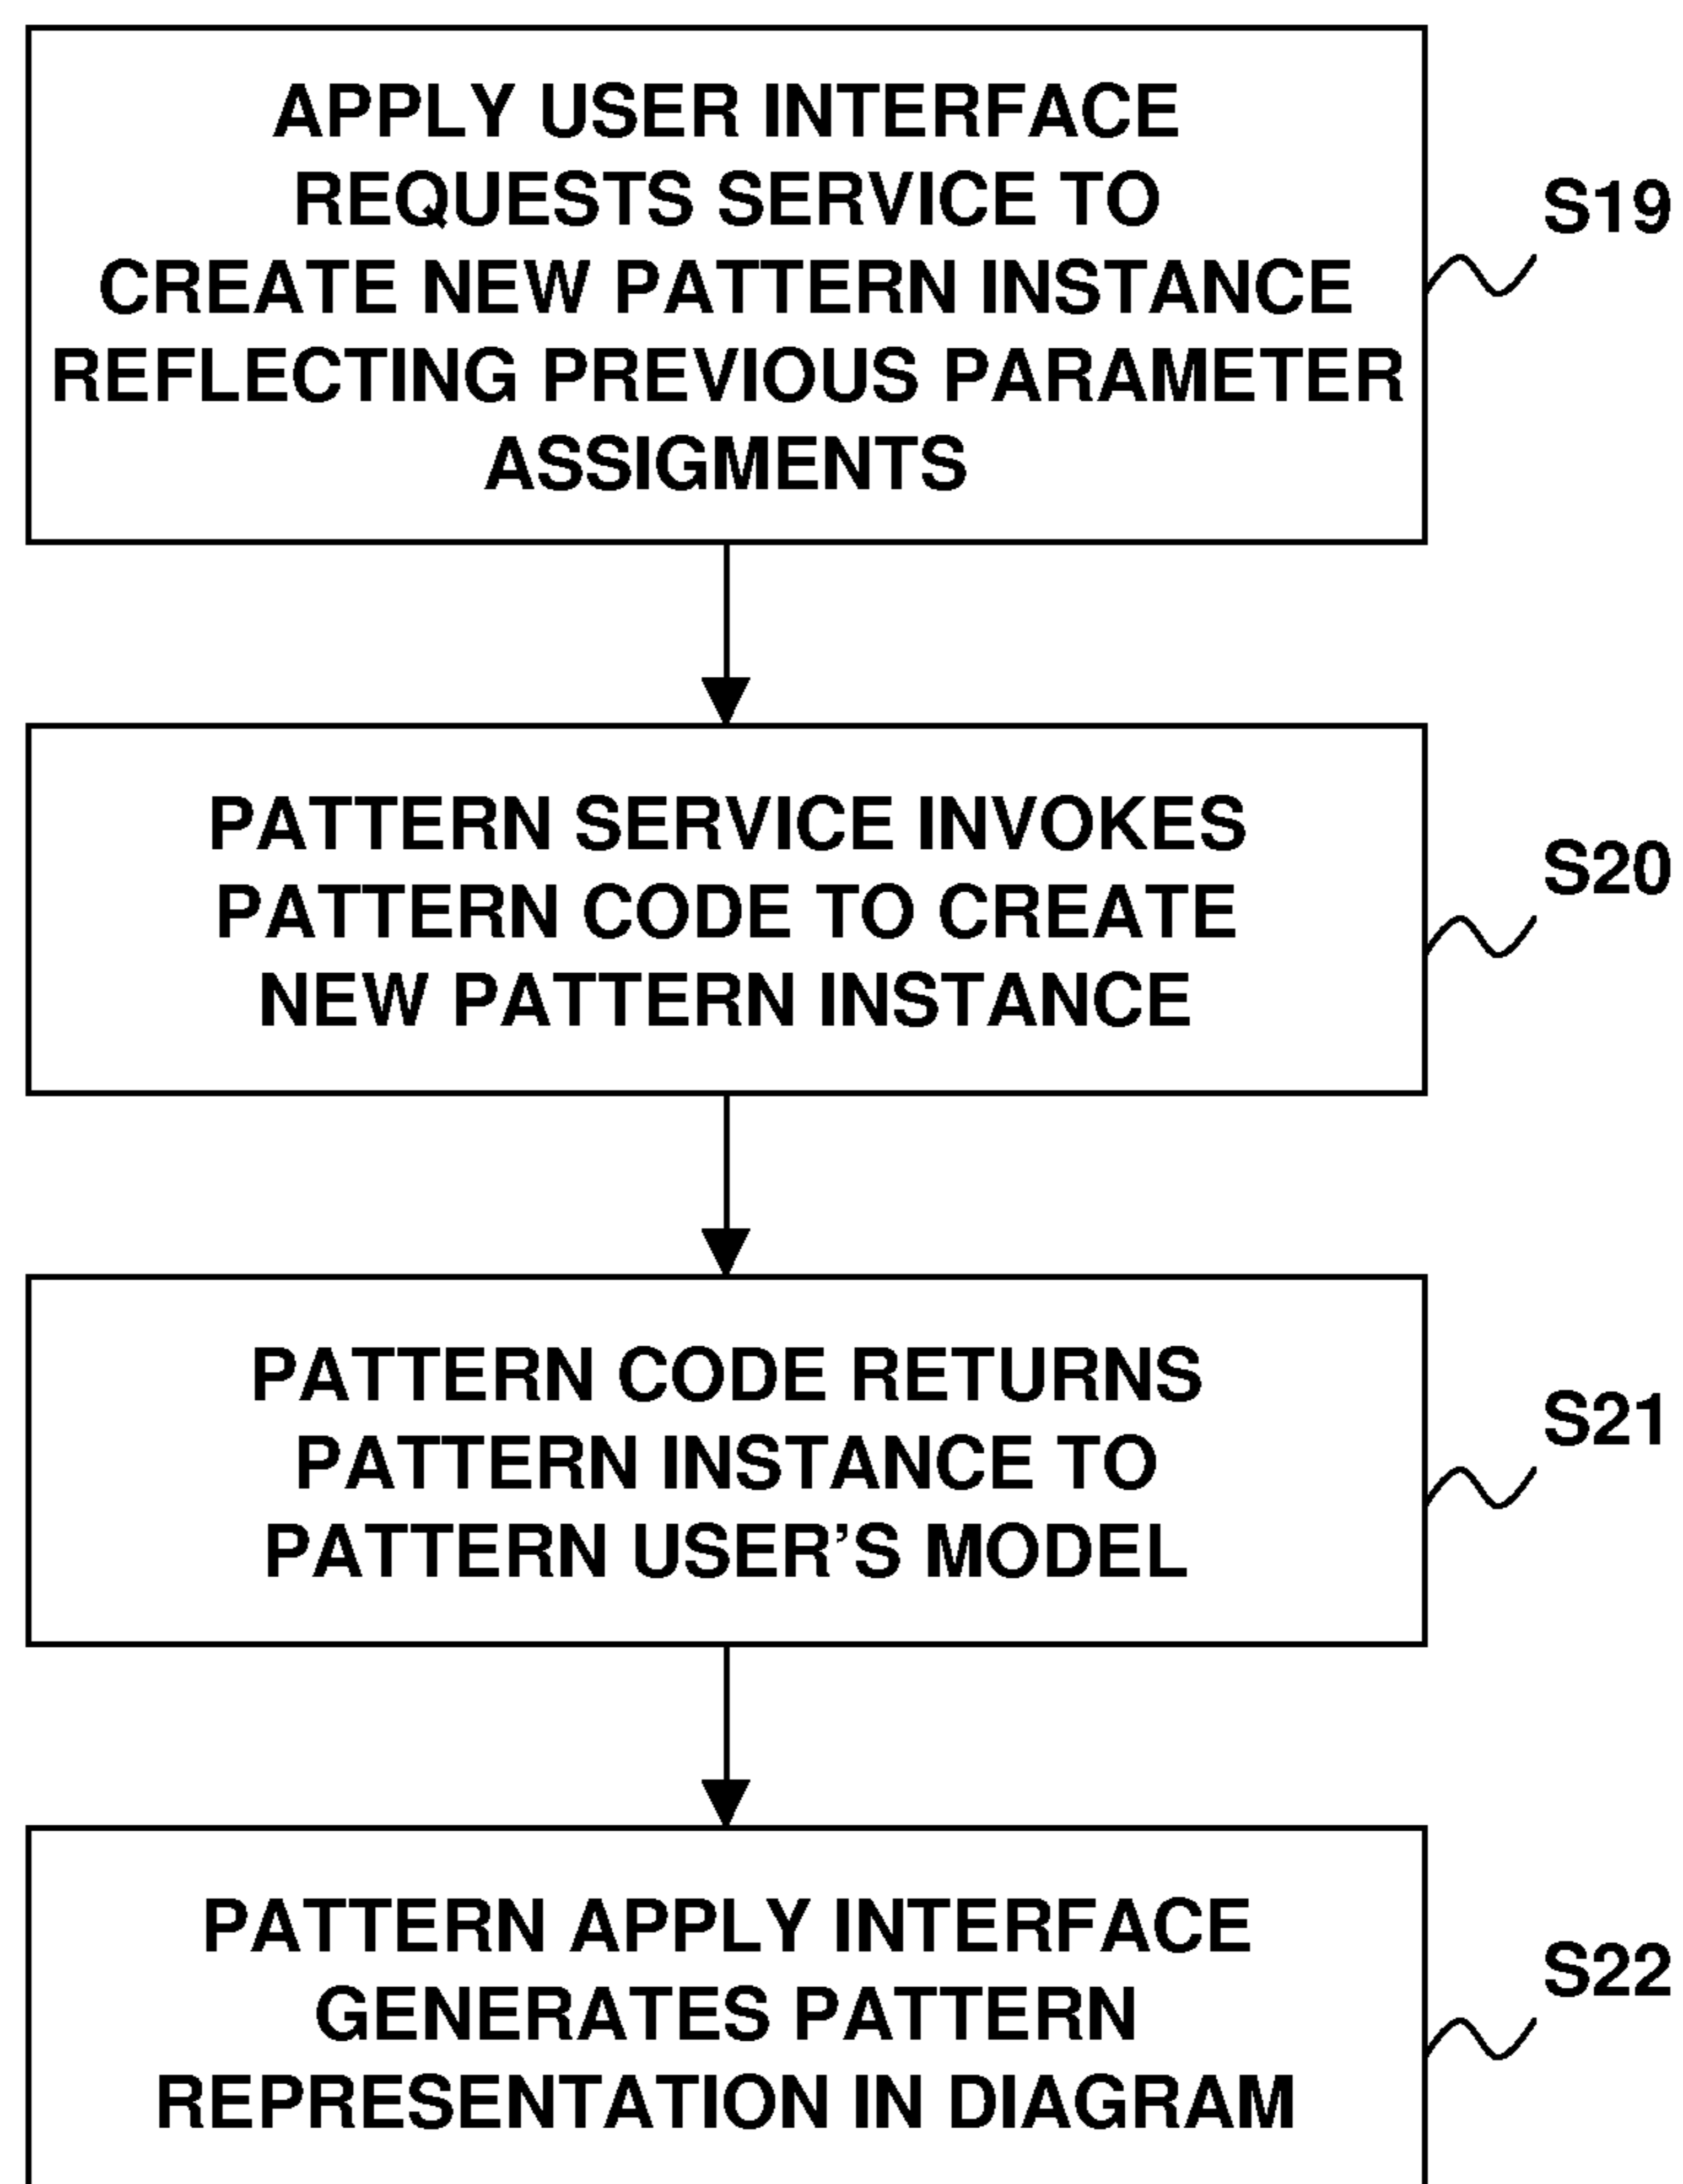 APPLY USER INTERFACE
REQUESTS SERVICE TO
CREATE NEW PATTERN INSTANCE
REFLECTING PREVIOUS PARAMETER
ASSIGMENTS
S19
PATTERN SERVICE INVOKES
PATTERN CODE TO CREATE
NEW PATTERN INSTANCE
S20
PATTERN CODE RETURNS
PATTERN INSTANCE TO
PATTERN USER'S MODEL
S21
PATTERN APPLY INTERFACE
GENERATES PATTERN
REPRESENTATION IN DIAGRAM
S22